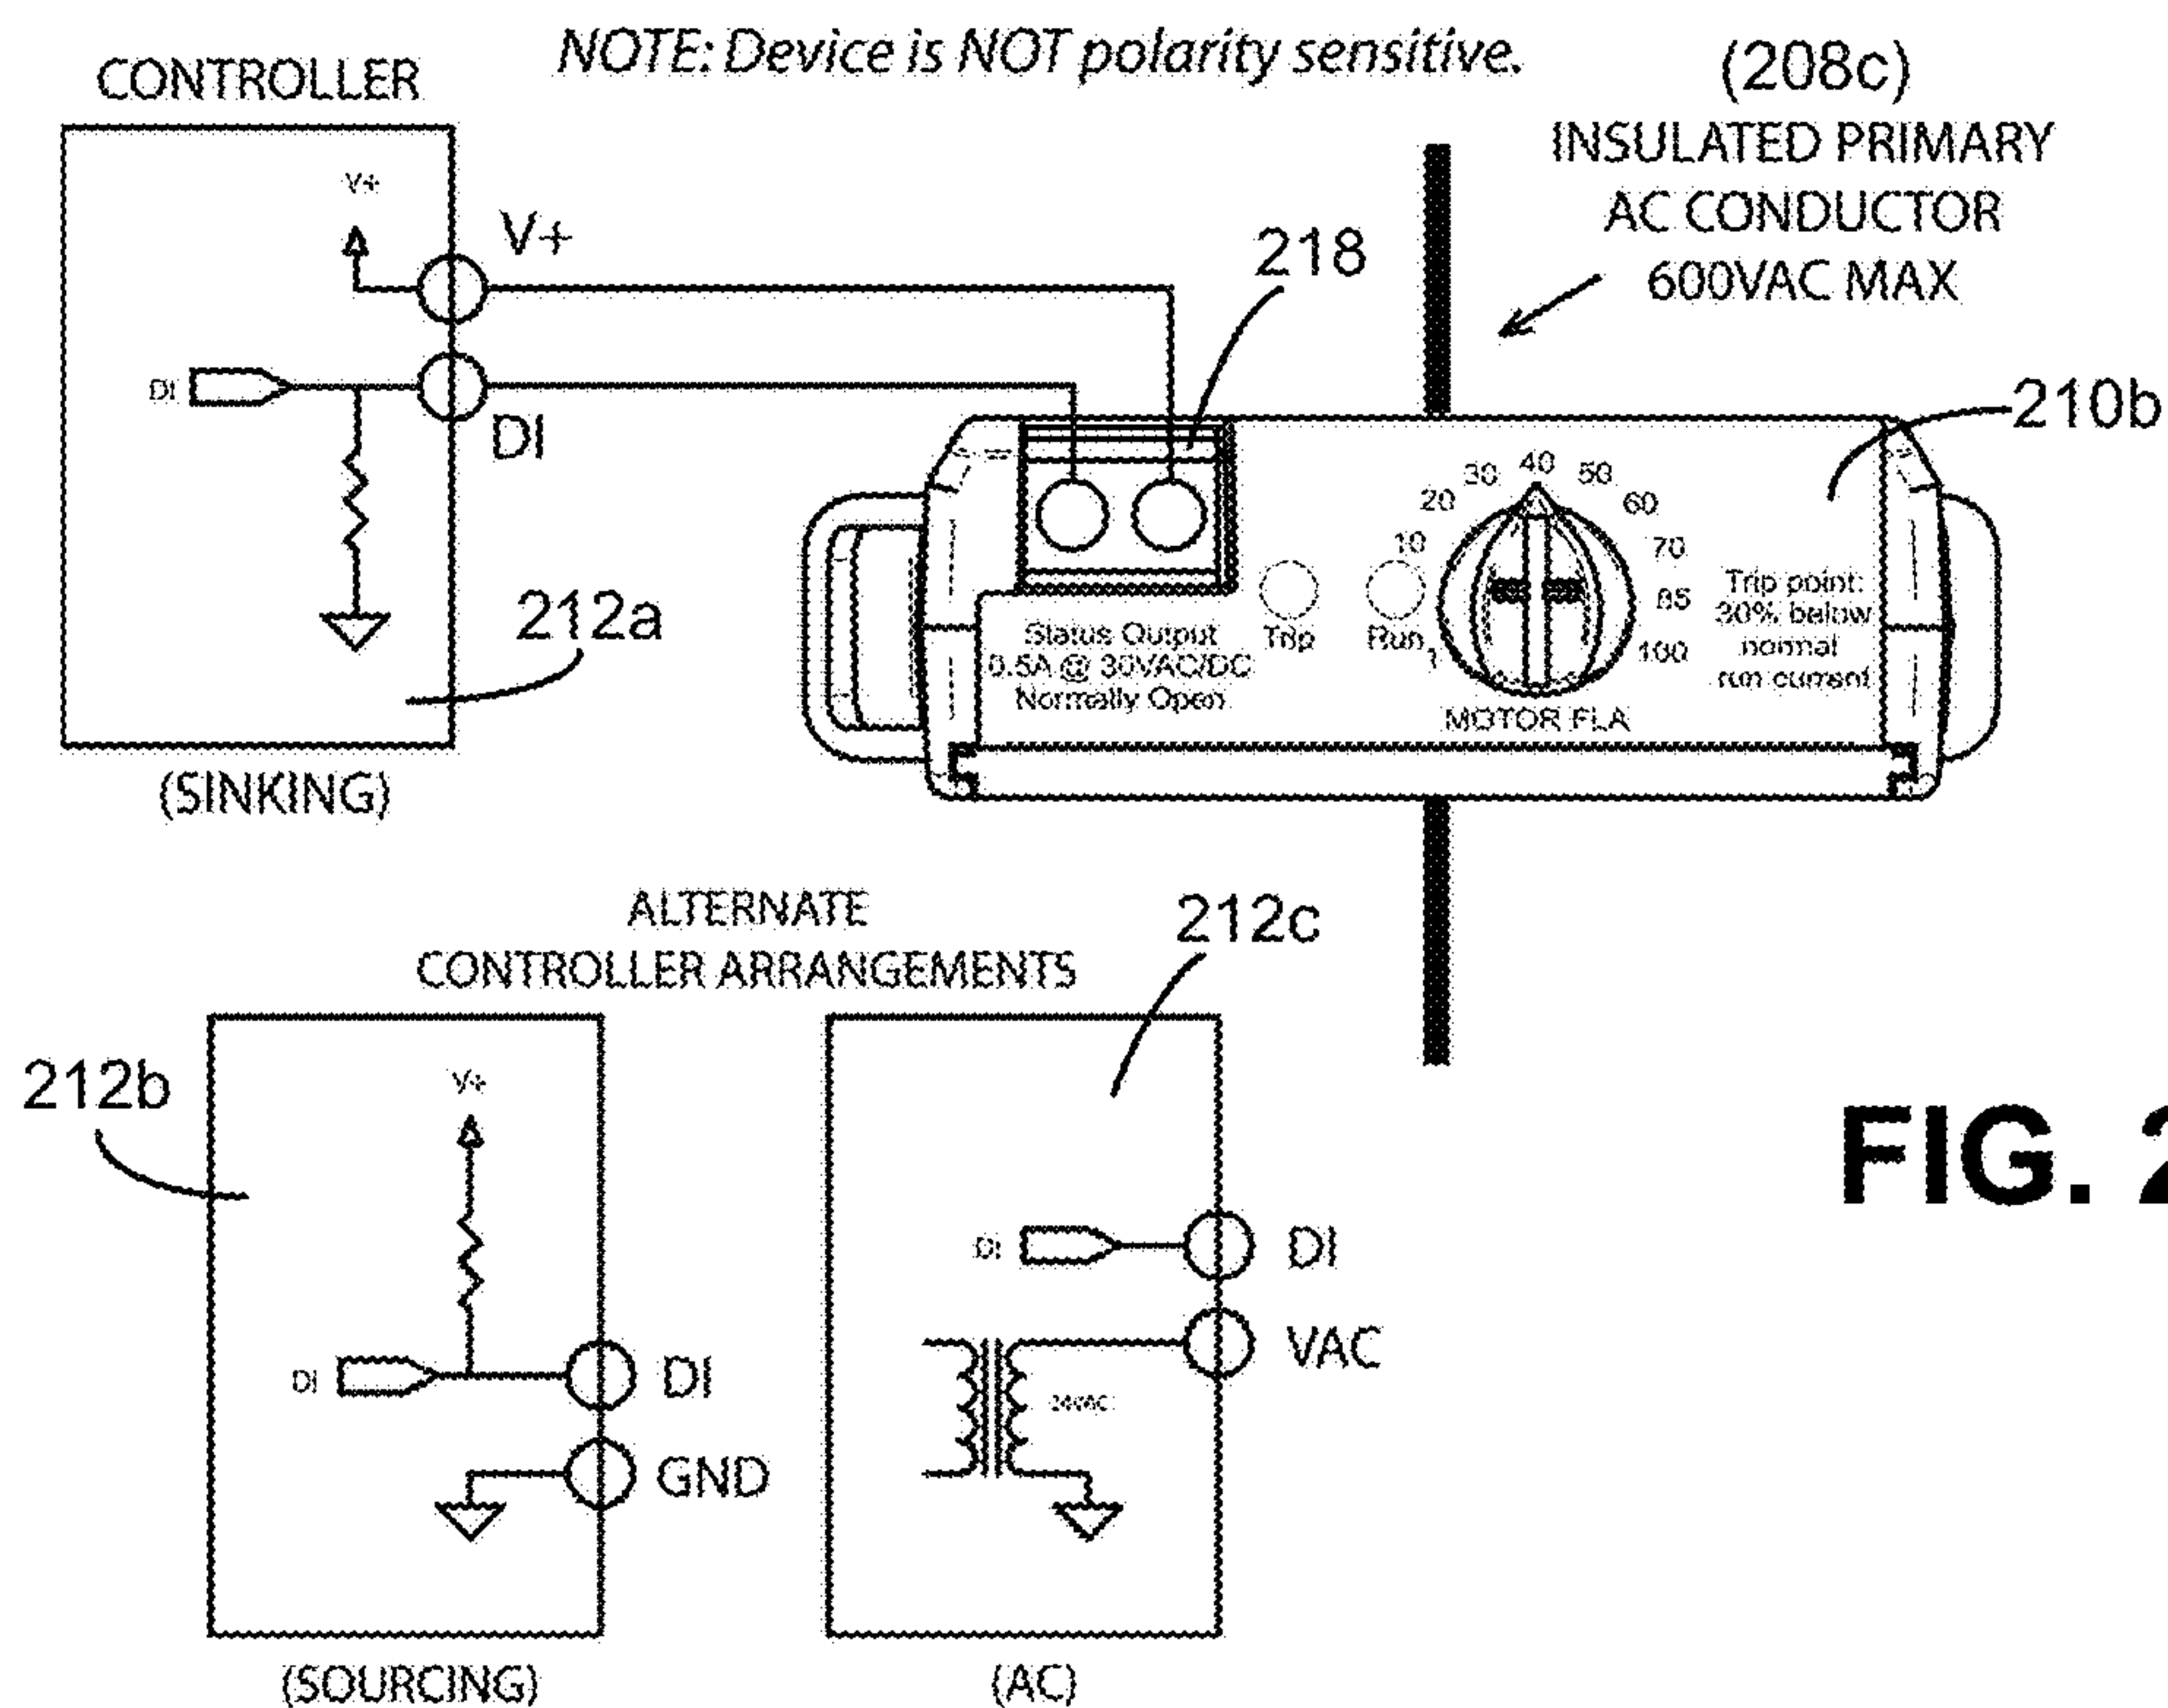 NOTE: Device is NOT polarity sensitive.
CONTROLLER
(208c)
INSULATED PRIMARY
AC CONDUCTOR
600VAC MAX
V+
V+
218
DI
DI
210b
212a
(SINKING)
10
20
30
40
50
60
70
85
100
1
Status Output
0.5A @ 30VAC/DC
Normally Open
Trip
Run
MOTOR FLA
Trip point:
30% below
normal
run current
ALTERNATE
CONTROLLER ARRANGEMENTS
212c
212b
V+
DI
DI
GND
(SOURCING)
DI
DI
VAC
24VAC
(AC)
FIG. 2